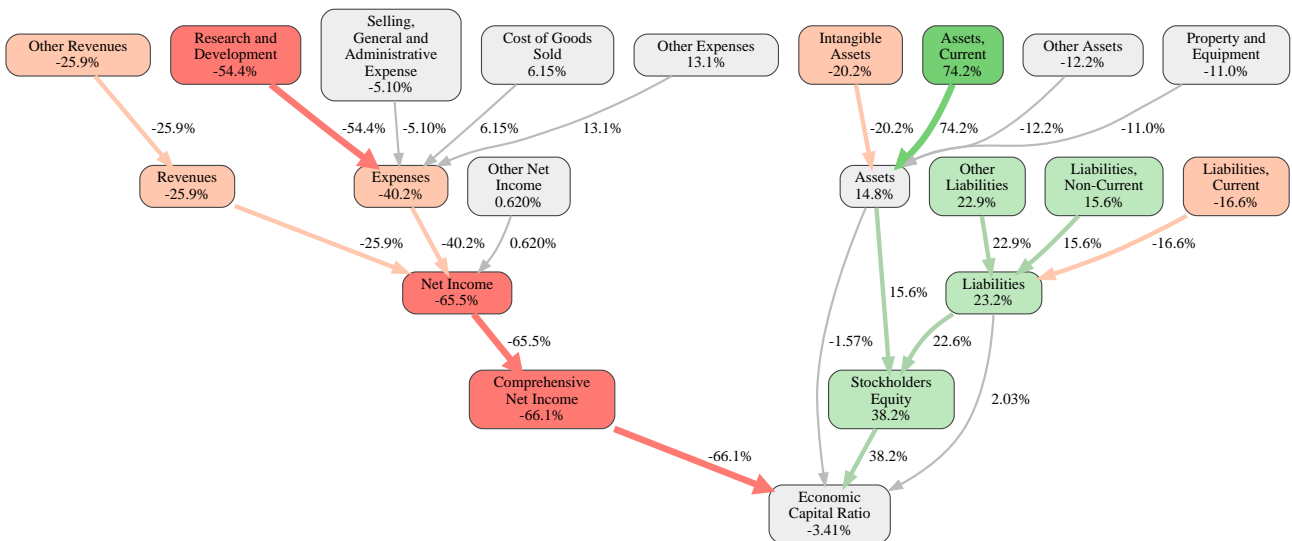 Other Revenues
-25.9%
Research and
Development
-54.4%
Selling,
General and
Administrative
Expense
-5.10%
Cost of Goods
Sold
6.15%
Other Expenses
13.1%
Intangible
Assets
-20.2%
Assets,
Current
74.2%
Other Assets
-12.2%
Property and
Equipment
-11.0%
-25.9%
-54.4%
-5.10%
6.15%
13.1%
-20.2%
74.2%
-12.2%
-11.0%
Revenues
-25.9%
Expenses
-40.2%
Other Net
Income
0.620%
Assets
14.8%
Other
Liabilities
22.9%
Liabilities,
Non-Current
15.6%
Liabilities,
Current
-16.6%
-25.9%
-40.2%
0.620%
22.9%
15.6%
-16.6%
Net Income
-65.5%
15.6%
Liabilities
23.2%
-65.5%
-1.57%
22.6%
Comprehensive
Net Income
-66.1%
Stockholders
Equity
38.2%
2.03%
-66.1%
38.2%
Economic
Capital Ratio
-3.41%